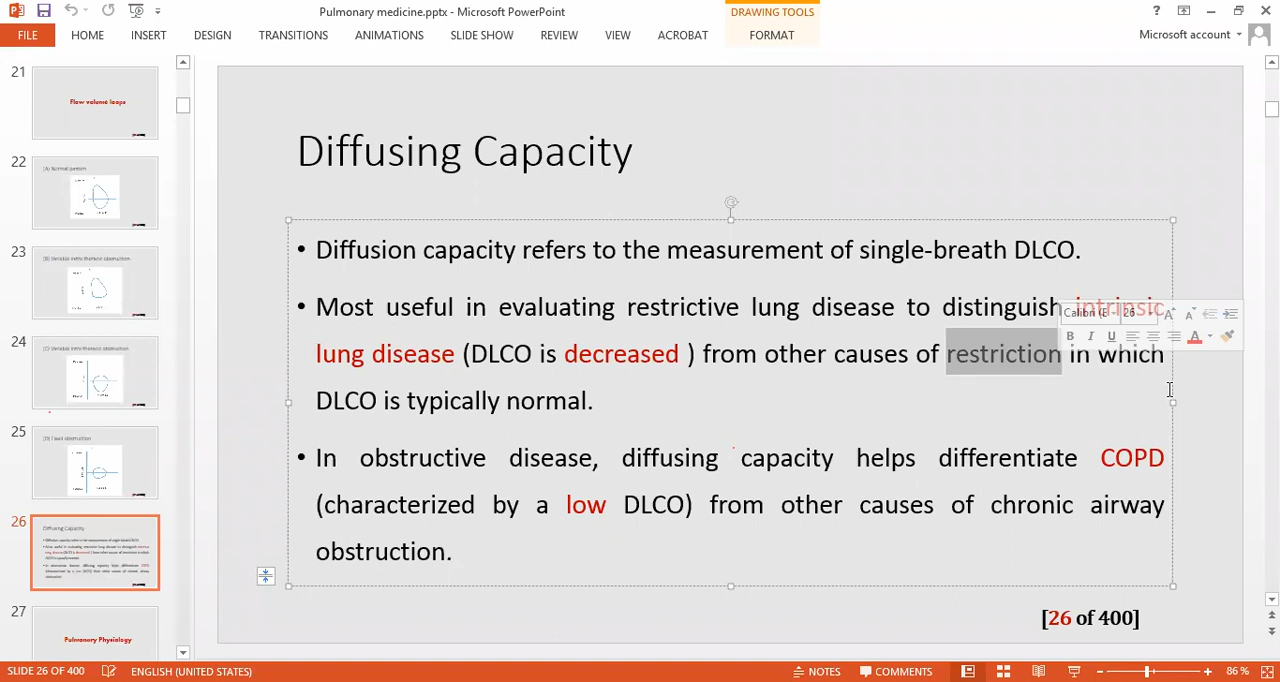 Pulmonary medicine.pptx - Microsoft PowerPoint
DRAWING TOOLS
?
FILE
HOME
INSERT
DESIGN
TRANSITIONS
ANIMATIONS
SLIDE SHOW
REVIEW
VIEW
ACROBAT
FORMAT
Microsoft account
21
Flow volume loops
22
[A] Normal pattern
23
24
25
26
Diffusing Capacity
27
Pulmonary Physiology
Diffusing Capacity
• Diffusion capacity refers to the measurement of single-breath DLCO.
• Most useful in evaluating restrictive lung disease to distinguish intrinsic
lung disease (DLCO is decreased ) from other causes of restriction in which
DLCO is typically normal.
• In obstructive disease, diffusing capacity helps differentiate COPD
(characterized by a low DLCO) from other causes of chronic airway
obstruction.
Calibri (E
26
B I U A
[26 of 400]
SLIDE 26 OF 400
ENGLISH (UNITED STATES)
NOTES
COMMENTS
86 %